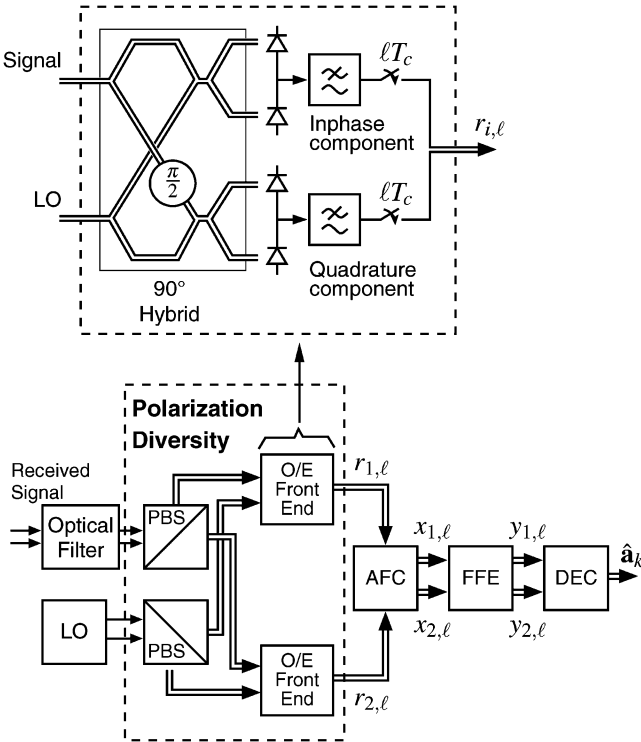 Signal
ℓT_c
r_{i,ℓ}
Inphase
component
π/2
LO
ℓT_c
Quadrature
component
90°
Hybrid
Polarization
Diversity
Received
Signal
Optical
Filter
PBS
O/E
Front
End
r_{1,ℓ}
x_{1,ℓ}
y_{1,ℓ}
AFC
FFE
DEC
â_k
x_{2,ℓ}
y_{2,ℓ}
LO
PBS
O/E
Front
End
r_{2,ℓ}